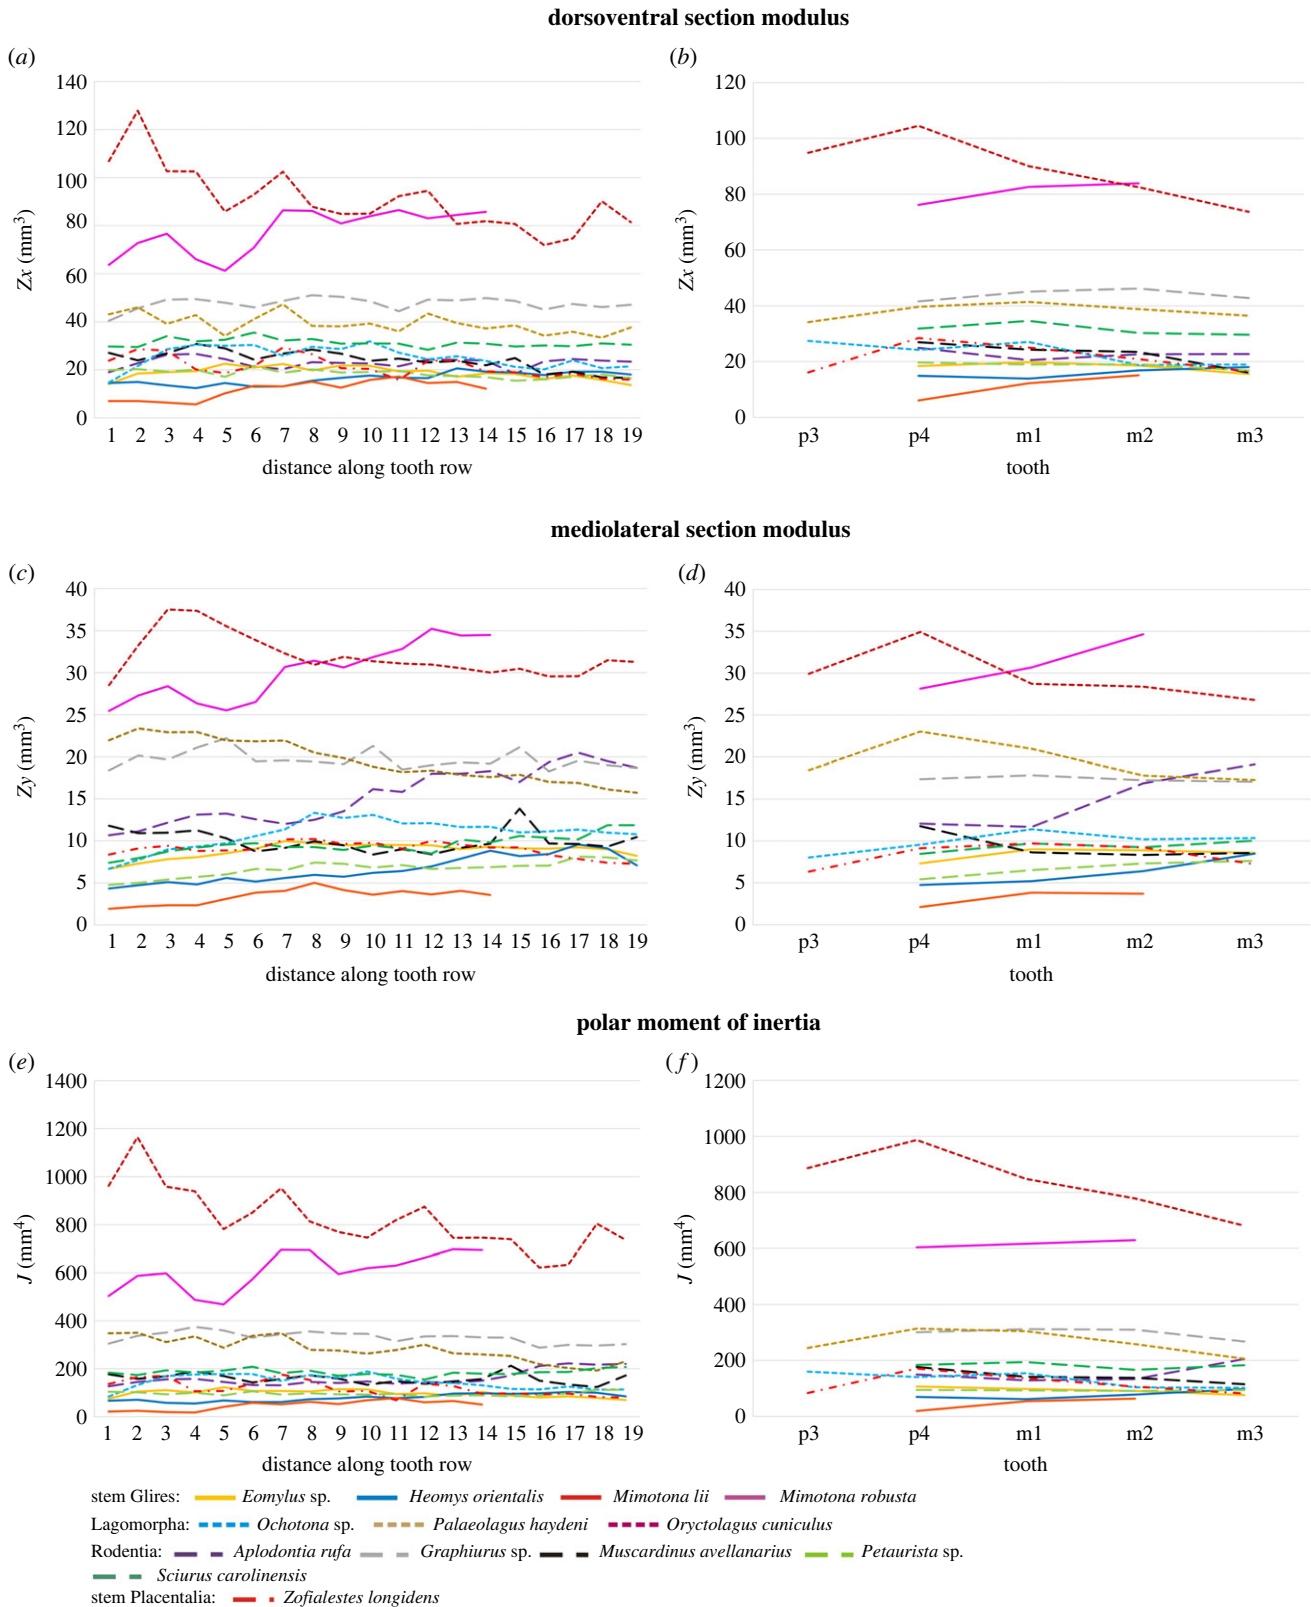 dorsoventral section modulus
(a)
140
120
100
80
60
40
20
0
Zx (mm³)
1 2 3 4 5 6 7 8 9 10 11 12 13 14 15 16 17 18 19
distance along tooth row
(b)
120
100
80
60
40
20
0
Zx (mm³)
p3 p4 m1 m2 m3
tooth
mediolateral section modulus
(c)
40
35
30
25
20
15
10
5
0
Zy (mm³)
1 2 3 4 5 6 7 8 9 10 11 12 13 14 15 16 17 18 19
distance along tooth row
(d)
40
35
30
25
20
15
10
5
0
Zy (mm³)
p3 p4 m1 m2 m3
tooth
polar moment of inertia
(e)
1400
1200
1000
800
600
400
200
0
J (mm⁴)
1 2 3 4 5 6 7 8 9 10 11 12 13 14 15 16 17 18 19
distance along tooth row
(f)
1200
1000
800
600
400
200
0
J (mm⁴)
p3 p4 m1 m2 m3
tooth
stem Glires: Eomylus sp. Heomys orientalis Mimotona lii Mimotona robusta
Lagomorpha: Ochotona sp. Palaeolagus haydeni Oryctolagus cuniculus
Rodentia: Aplodontia rufa Graphiurus sp. Muscardinus avellanarius Petaurista sp.
Sciurus carolinensis
stem Placentalia: Zofialestes longidens